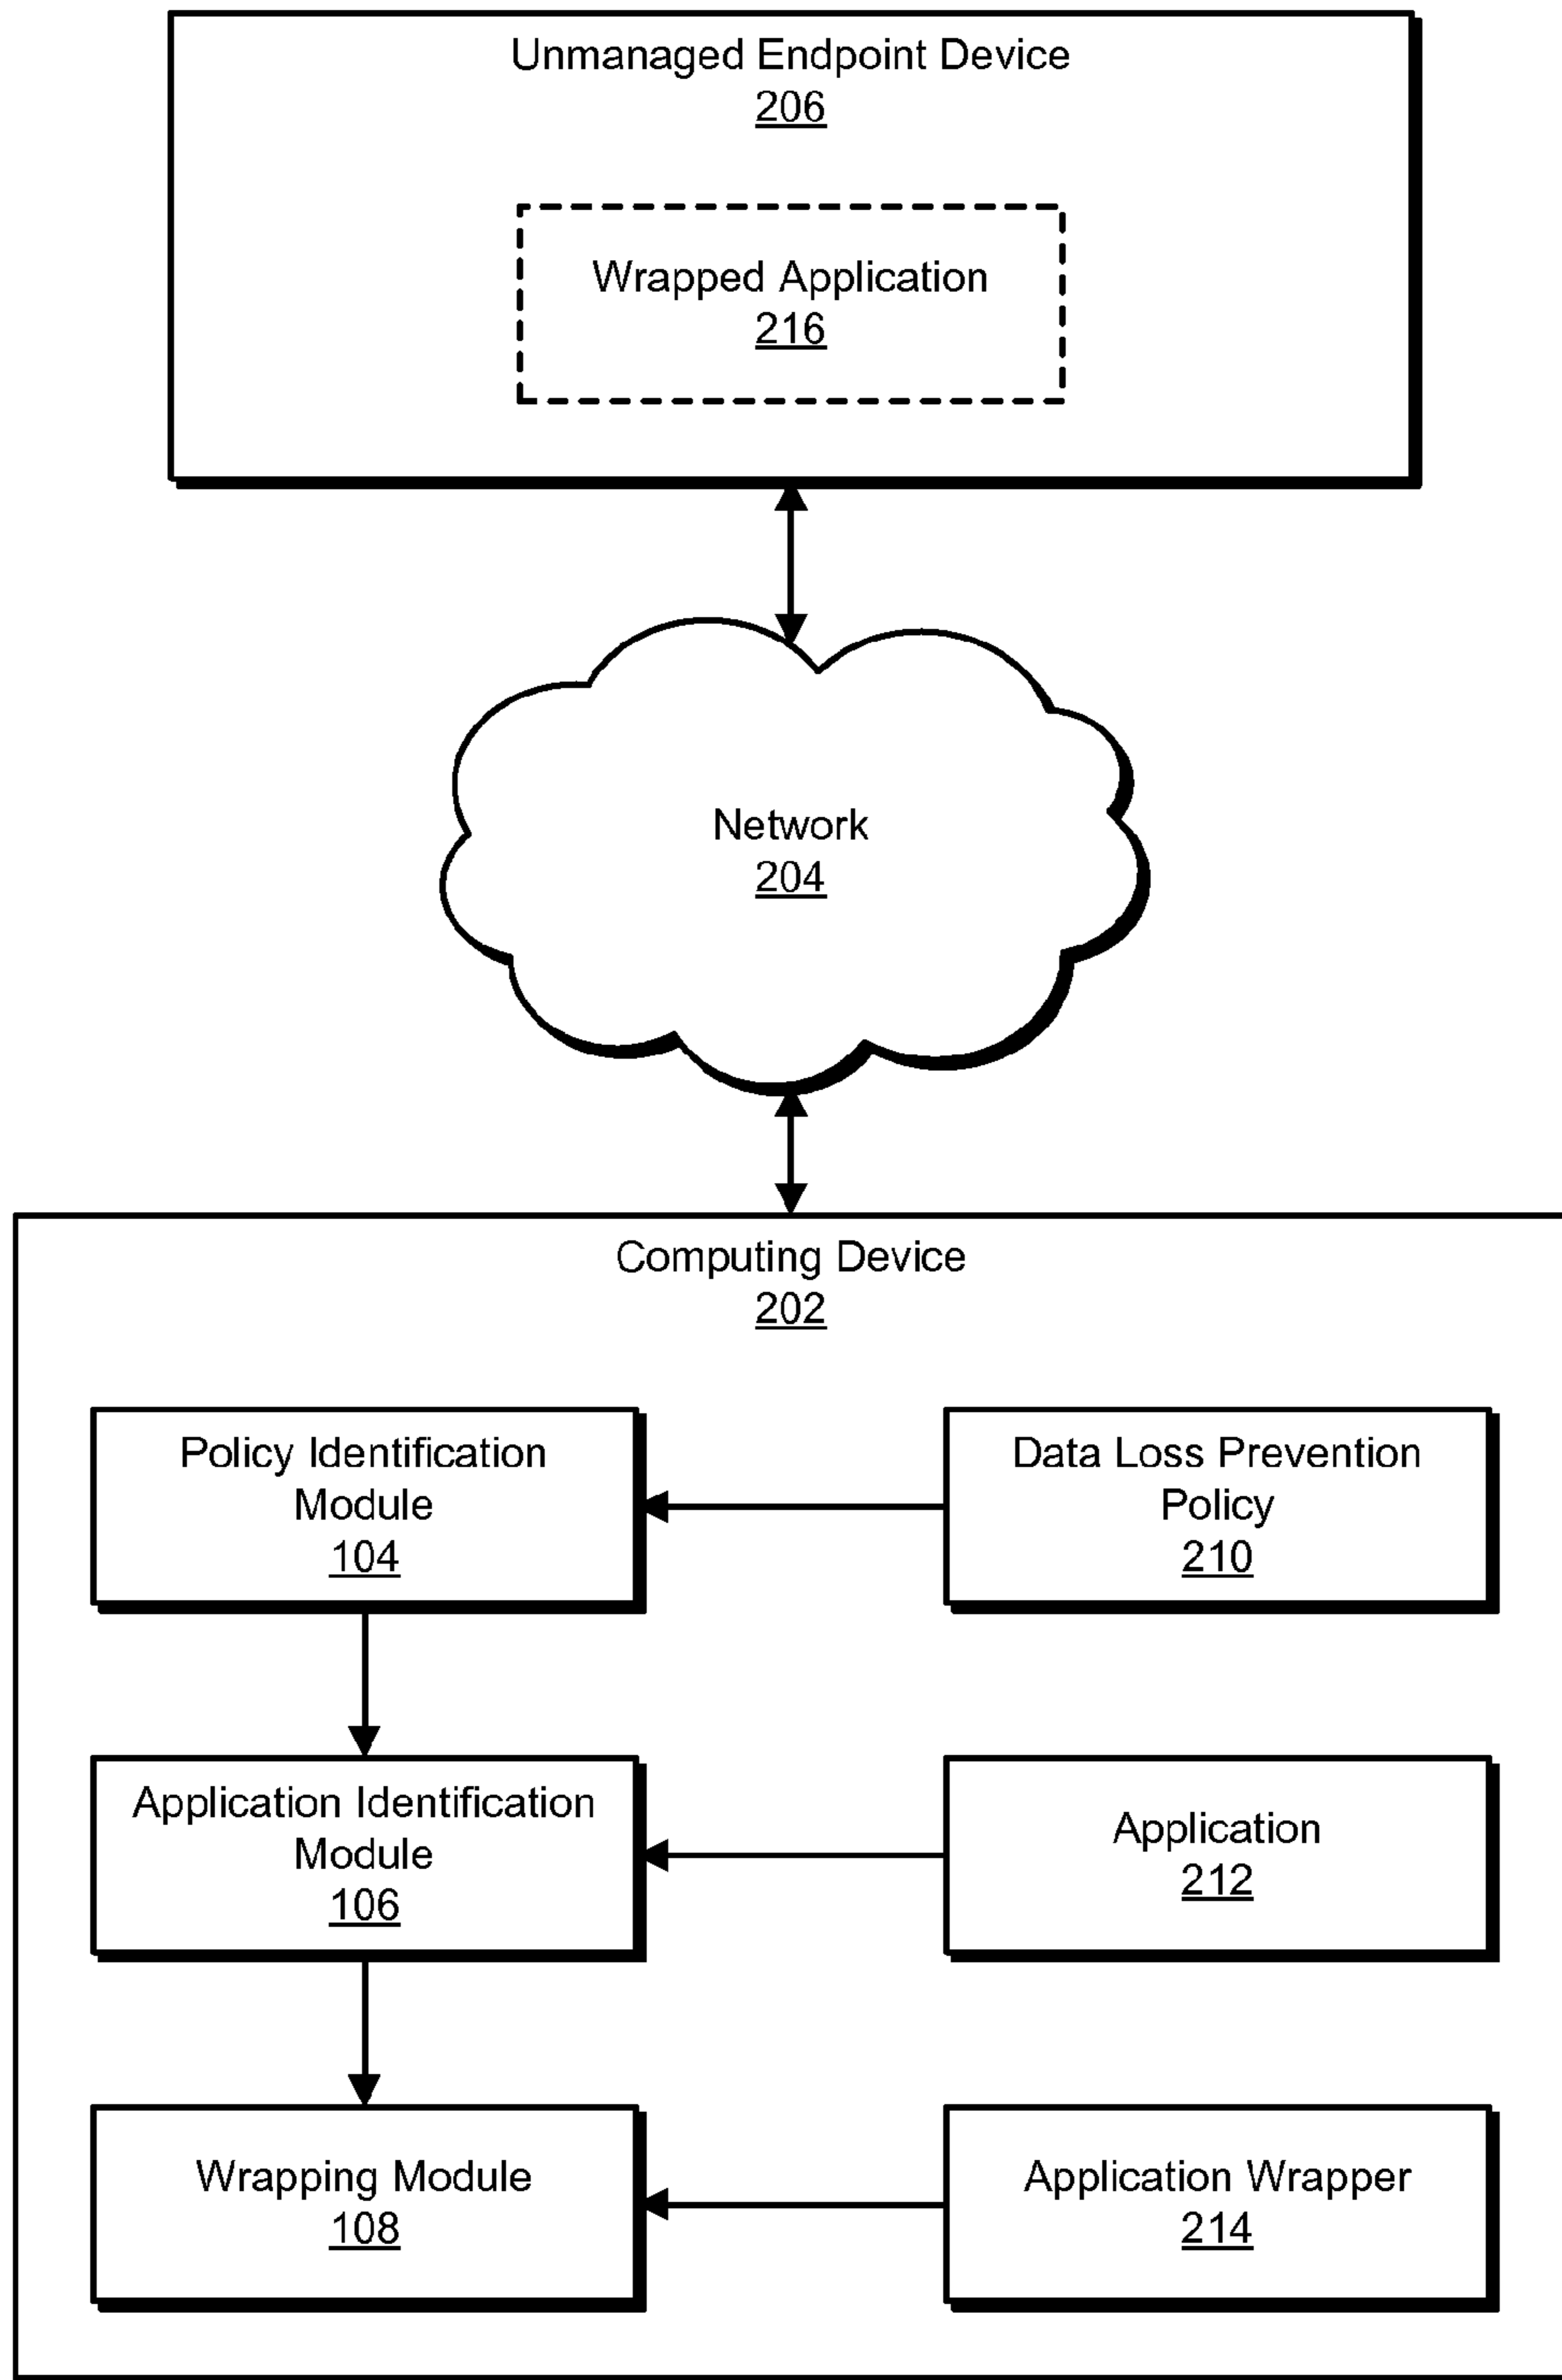 Unmanaged Endpoint Device
206
Wrapped Application
216
Network
204
Computing Device
202
Policy Identification
Module
104
Data Loss Prevention
Policy
210
Application Identification
Module
106
Application
212
Wrapping Module
108
Application Wrapper
214